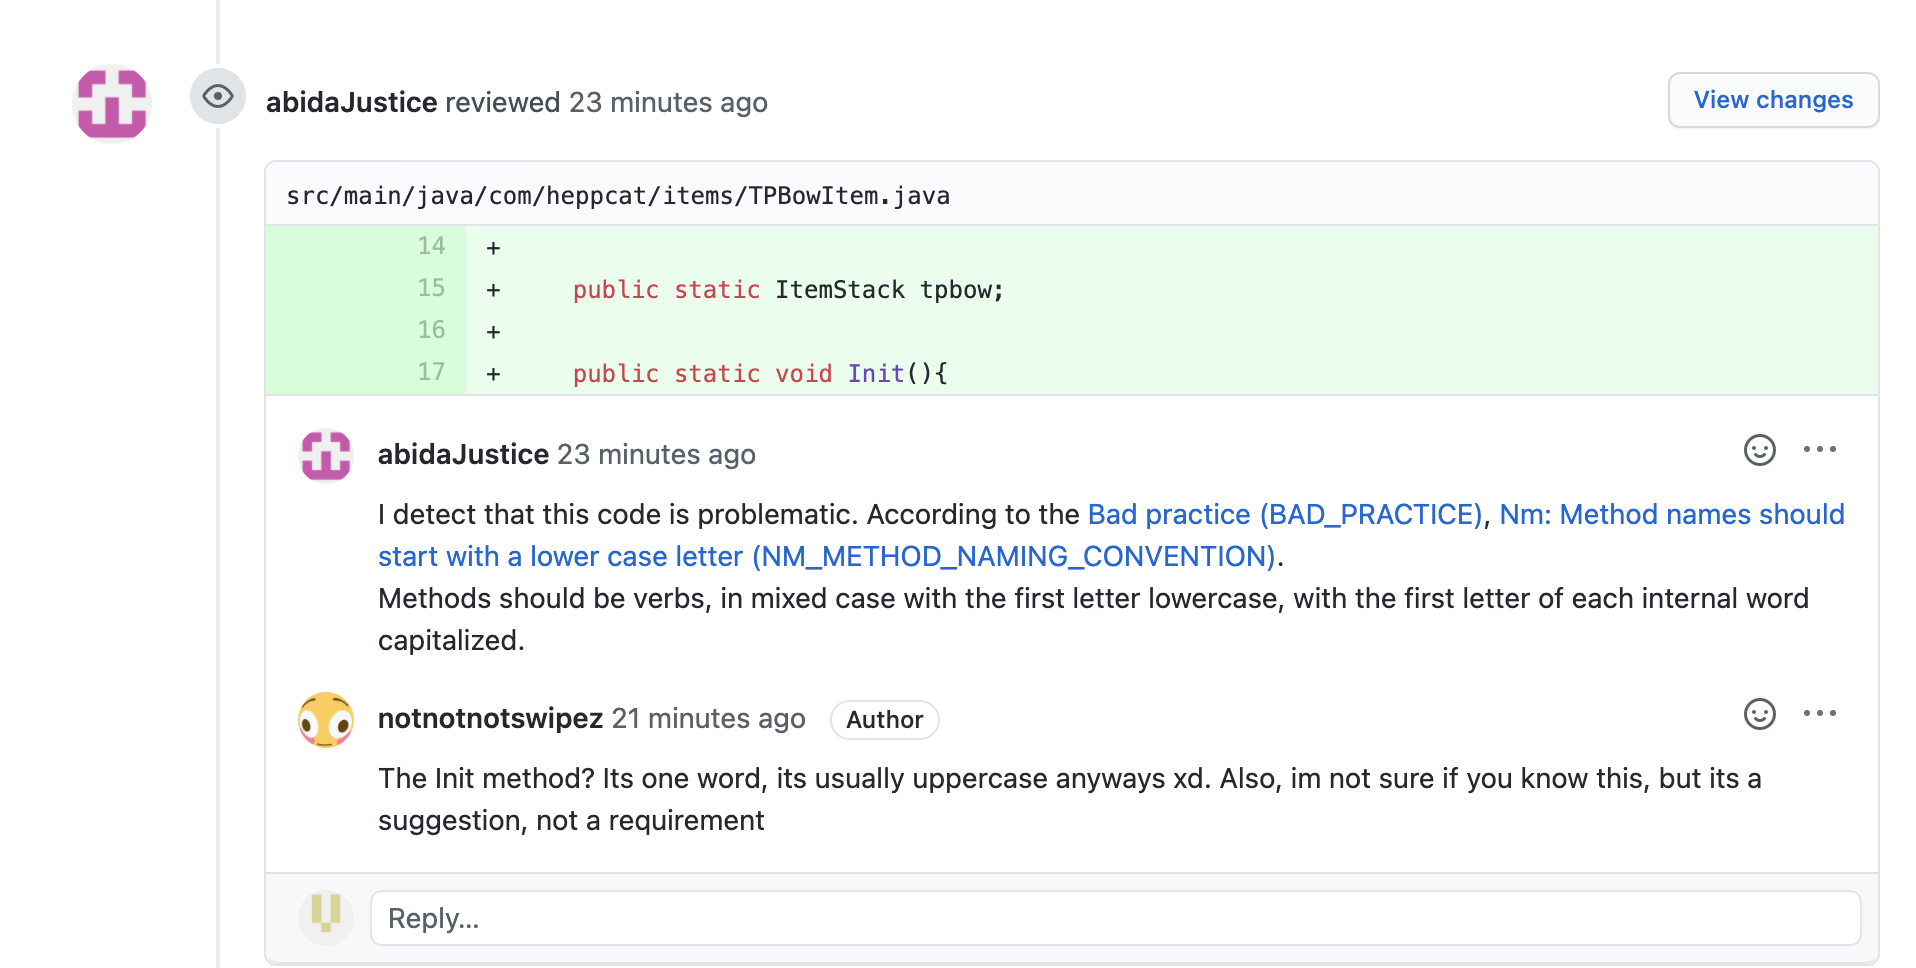 abidaJustice reviewed 23 minutes ago
View changes
src/main/java/com/heppcat/items/TPBowItem.java
14 +
15 + public static ItemStack tpbow;
16 +
17 + public static void Init(){
abidaJustice 23 minutes ago
I detect that this code is problematic. According to the Bad practice (BAD_PRACTICE), Nm: Method names should
start with a lower case letter (NM_METHOD_NAMING_CONVENTION).
Methods should be verbs, in mixed case with the first letter lowercase, with the first letter of each internal word
capitalized.
notnotnotswipez 21 minutes ago Author
The Init method? Its one word, its usually uppercase anyways xd. Also, im not sure if you know this, but its a
suggestion, not a requirement
Reply...